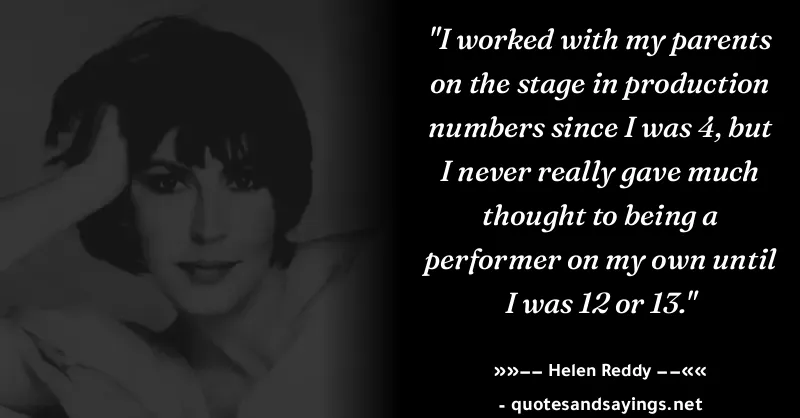 "I worked with my parents
on the stage in production
numbers since I was 4, but
I never really gave much
thought to being a
performer on my own until
I was 12 or 13."
»»−− Helen Reddy −−««
- quotesandsayings.net